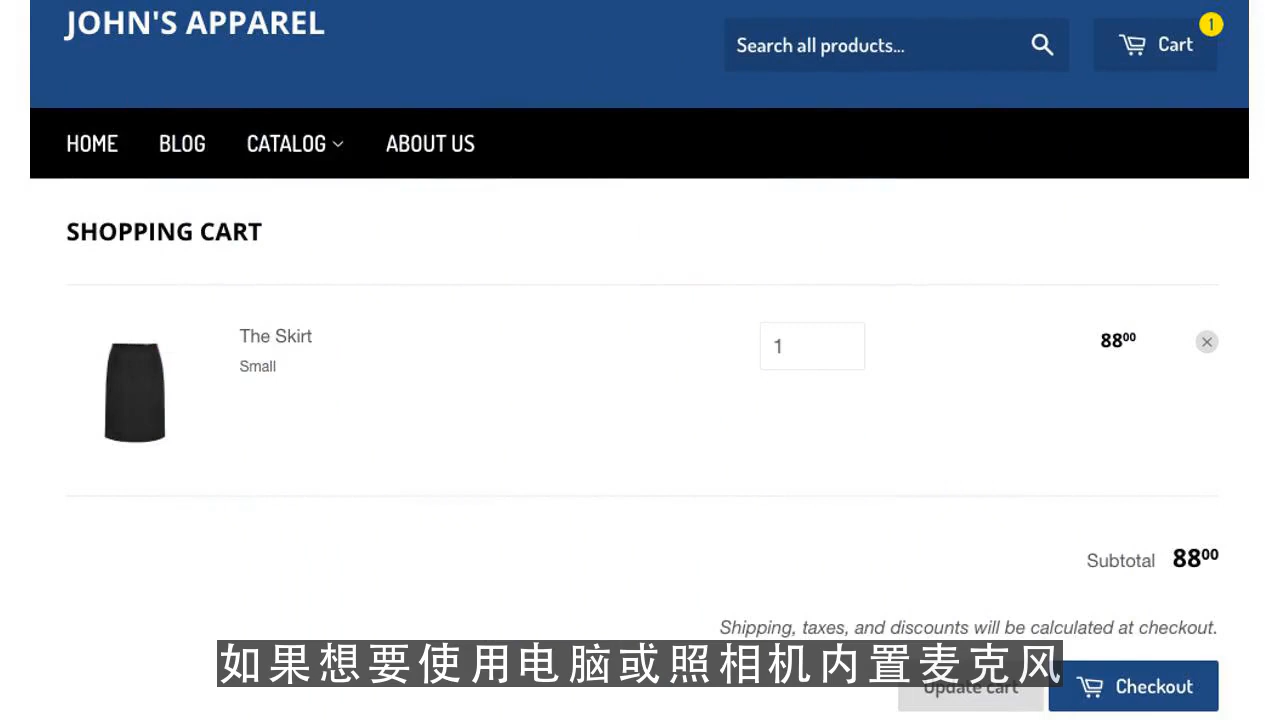 JOHN'S APPAREL
Search all products...
Cart
1
HOME BLOG CATALOG ABOUT US
SHOPPING CART
The Skirt
Small
1
88⁰⁰
Subtotal 88⁰⁰
Shipping, taxes, and discounts will be calculated at checkout.
如果想要使用电脑或照相机内置麦克风
Update cart
Checkout